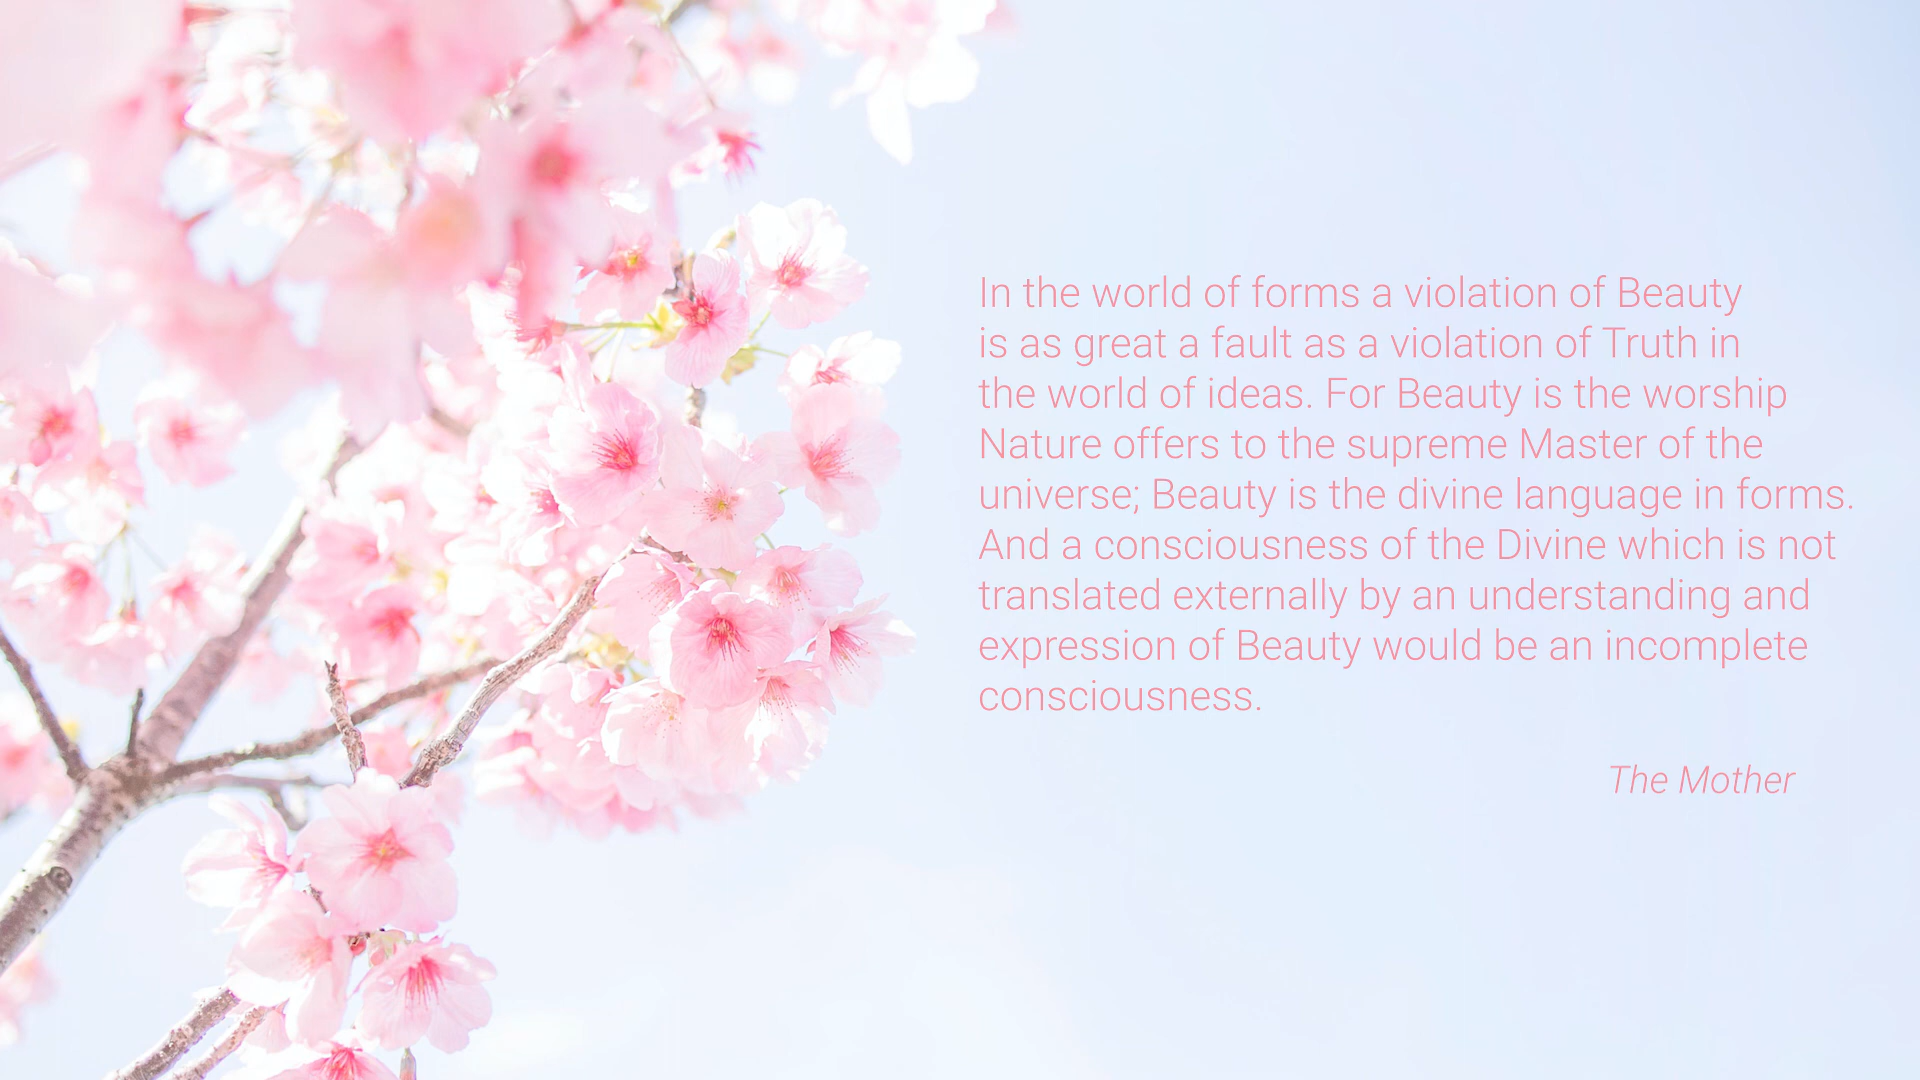 In the world of forms a violation of Beauty
is as great a fault as a violation of Truth in
the world of ideas. For Beauty is the worship
Nature offers to the supreme Master of the
universe; Beauty is the divine language in forms.
And a consciousness of the Divine which is not
translated externally by an understanding and
expression of Beauty would be an incomplete
consciousness.
The Mother